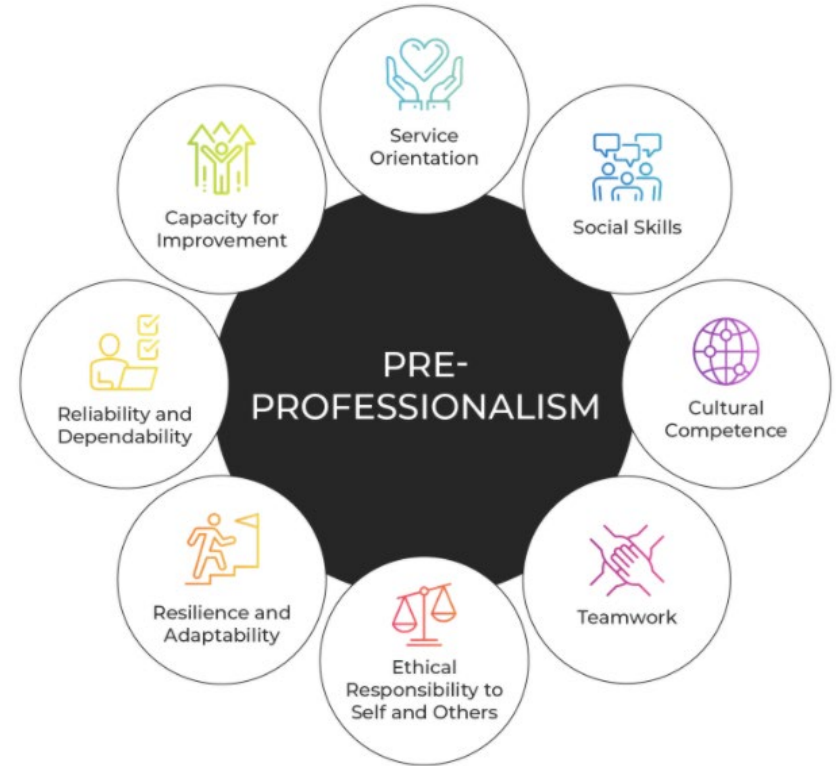 Service
Orientation
Social Skills
Cultural
Competence
Teamwork
Ethical
Responsibility to
Self and Others
Resilience and
Adaptability
Reliability and
Dependability
Capacity for
Improvement
PRE-
PROFESSIONALISM